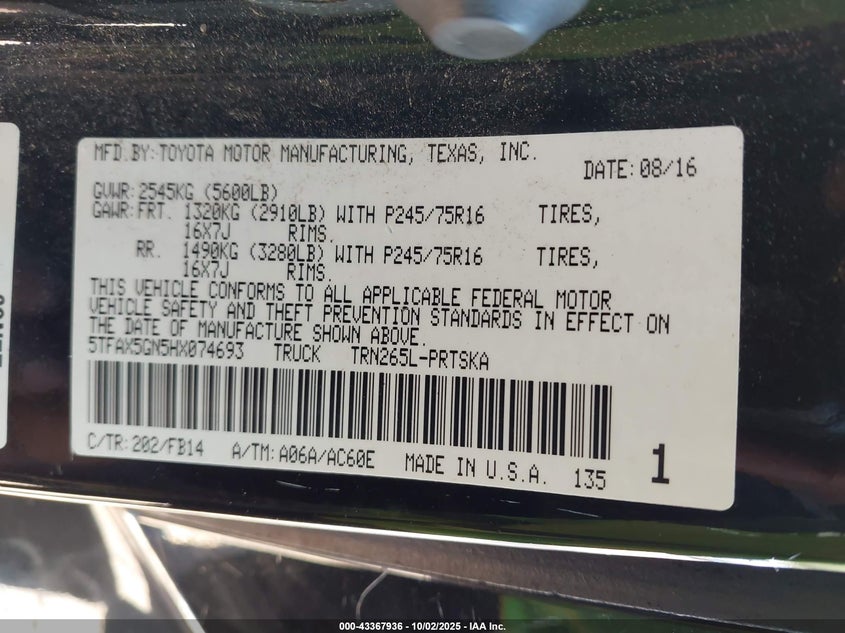 MFD.BY:TOYOTA MOTOR MANUFACTURING, TEXAS, INC.
DATE:08/16
GVWR:2545KG (5600LB)
GAWR:FRT. 1320KG (2910LB) WITH P245/75R16 TIRES,
16X7J RIMS.
RR. 1490KG (3280LB) WITH P245/75R16 TIRES,
16X7J RIMS.
THIS VEHICLE CONFORMS TO ALL APPLICABLE FEDERAL MOTOR
VEHICLE SAFETY AND THEFT PREVENTION STANDARDS IN EFFECT ON
THE DATE OF MANUFACTURE SHOWN ABOVE.
5TFAX5GN5HX074693 TRUCK TRN265L-PRTSKA
C/TR:202/FB14 A/TM:A06A/AC60E MADE IN U.S.A. 135 1
000-43367936 - 10/02/2025 - IAA Inc.